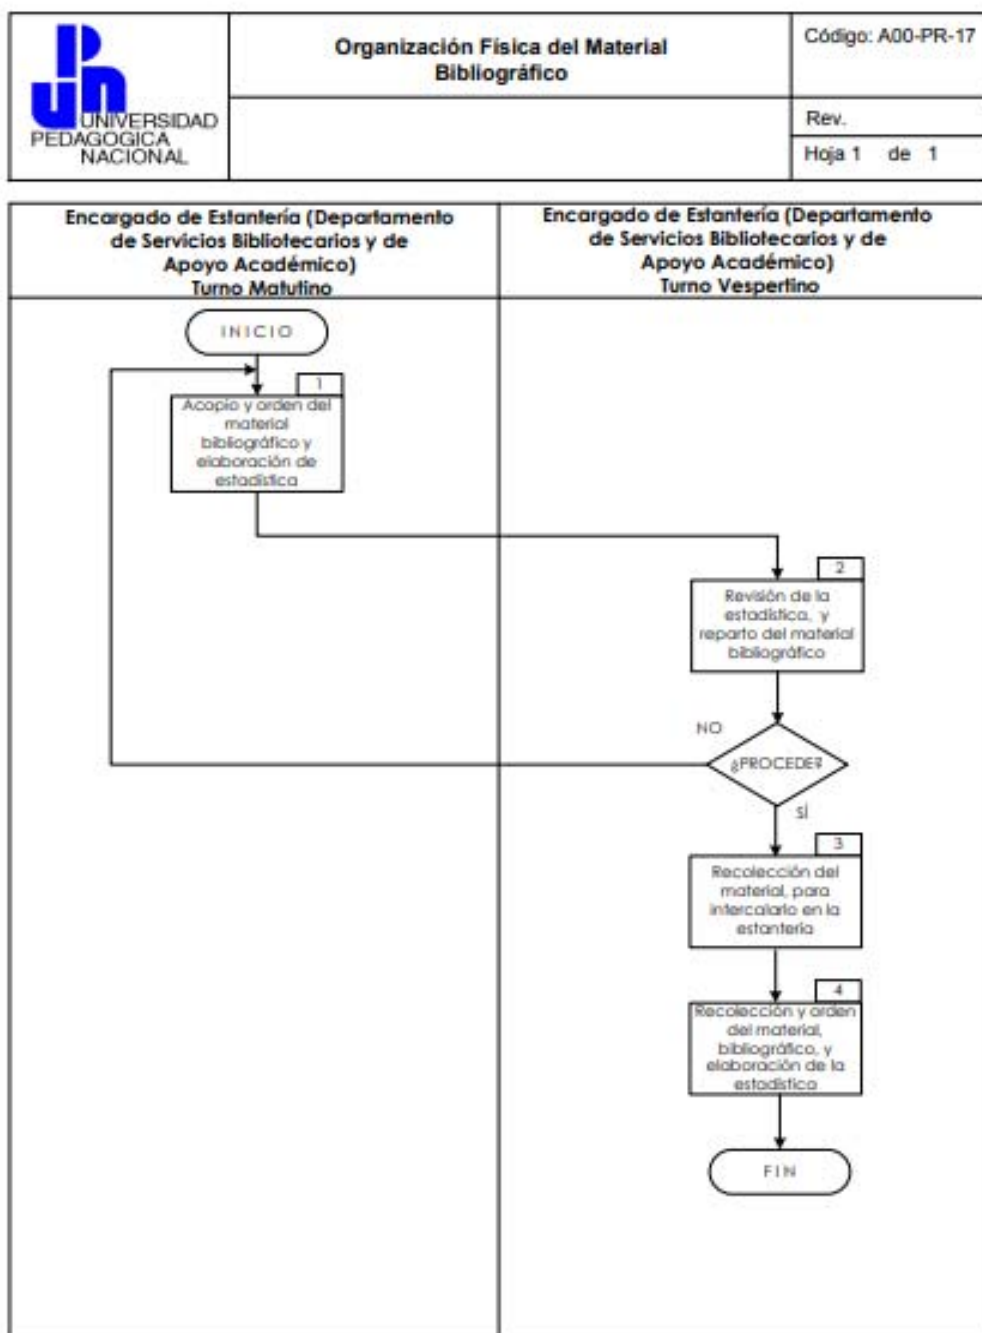 UNIVERSIDAD
PEDAGOGICA
NACIONAL
Organización Física del Material
Bibliográfico
Código: A00-PR-17
Rev.
Hoja 1 de 1
Encargado de Estantería (Departamento
de Servicios Bibliotecarios y de
Apoyo Académico)
Turno Matutino
Encargado de Estantería (Departamento
de Servicios Bibliotecarios y de
Apoyo Académico)
Turno Vespertino
INICIO
1
Acopio y orden del
material
bibliográfico y
elaboración de
estadística
2
Revisión de la
estadística, y
reparto del material
bibliográfico
NO
¿PROCEDE?
SÍ
3
Recolección del
material, para
intercalarlo en la
estantería
4
Recolección y orden
del material,
bibliográfico, y
elaboración de la
estadística
FIN